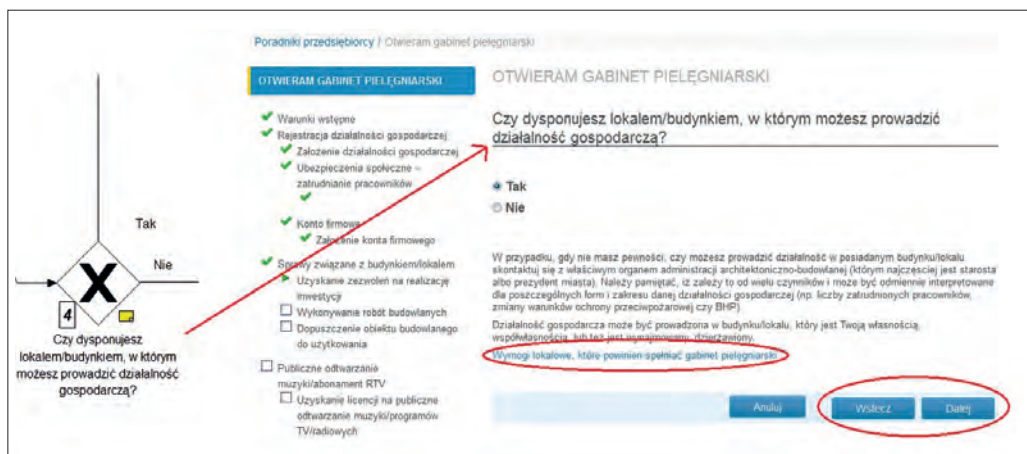 Tak
Nie
4
Czy dysponujesz
lokalem/budynkiem, w którym
możesz prowadzić działalność
gospodarczą?
Poradniki przedsiębiorcy / Otwieram gabinet pielęgniarski
OTWIERAM GABINET PIELĘGNIARSKI
Warunki wstępne
Rejestracja działalności gospodarczej
Założenie działalności gospodarczej
Ubezpieczenia społeczne –
zatrudnianie pracowników
Konto firmowe
Założenie konta firmowego
Sprawy związane z budynkiem/lokalem
Uzyskanie zezwoleń na realizację
inwestycji
Wykonywanie robót budowlanych
Dopuszczenie obiektu budowlanego
do użytkowania
Publiczne odtwarzanie
muzyki/abonament RTV
Uzyskanie licencji na publiczne
odtwarzanie muzyki/programów
TV/radiowych
OTWIERAM GABINET PIELĘGNIARSKI
Czy dysponujesz lokalem/budynkiem, w którym możesz prowadzić
działalność gospodarczą?
Tak
Nie
W przypadku, gdy nie masz pewności, czy możesz prowadzić działalność w posiadanym budynku/lokalu
skontaktuj się z właściwym organem administracji architektoniczno-budowlanej (którym najczęściej jest starosta
albo prezydent miasta). Należy pamiętać, iż zależy to od wielu czynników i może być odmiennie interpretowane
dla poszczególnych form i zakresu danej działalności gospodarczej (np. liczby zatrudnionych pracowników,
zmiany warunków ochrony przeciwpożarowej czy BHP).
Działalność gospodarcza może być prowadzona w budynku/lokalu, który jest Twoją własnością,
współwłasnością, lub też jest wynajmowany, dzierżawiony.
Wymogi lokalowe, które powinien spełniać gabinet pielęgniarski
Anuluj
Wstecz
Dalej